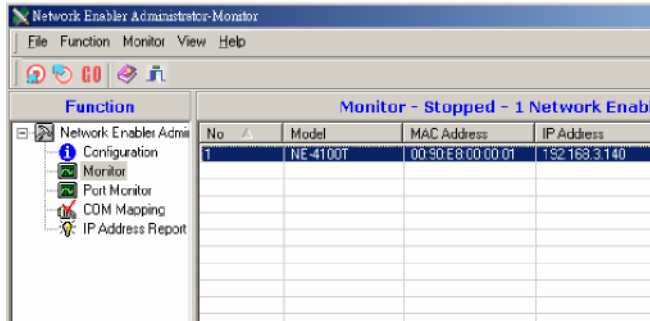 Network Enabler Administrator-Monitor
File Function Monitor View Help
GO
Function
Monitor - Stopped - 1 Network Enabl
Network Enabler Admi
Configuration
Monitor
Port Monitor
COM Mapping
IP Address Report
No Model MAC Address IP Address
1 NE-4100T 00:90:E8:00:00:01 192.168.3.140